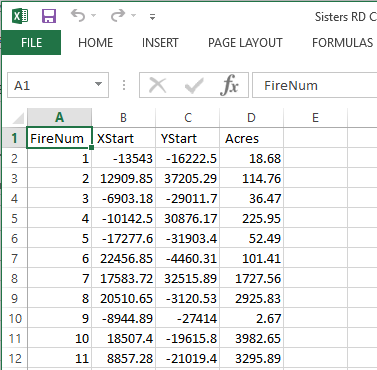 Sisters RD C
FILE HOME INSERT PAGE LAYOUT FORMULAS
A1 fx FireNum
A B C D E
1 FireNum XStart YStart Acres
2 1 -13543 -16222.5 18.68
3 2 12909.85 37205.29 114.76
4 3 -6903.18 -29011.7 36.47
5 4 -10142.5 30876.17 225.95
6 5 -17277.6 -31903.4 52.49
7 6 22456.85 -4460.31 101.41
8 7 17583.72 32515.89 1727.56
9 8 20510.65 -3120.53 2925.83
10 9 -8944.89 -27414 2.67
11 10 18507.4 -19615.8 3982.65
12 11 8857.28 -21019.4 3295.89